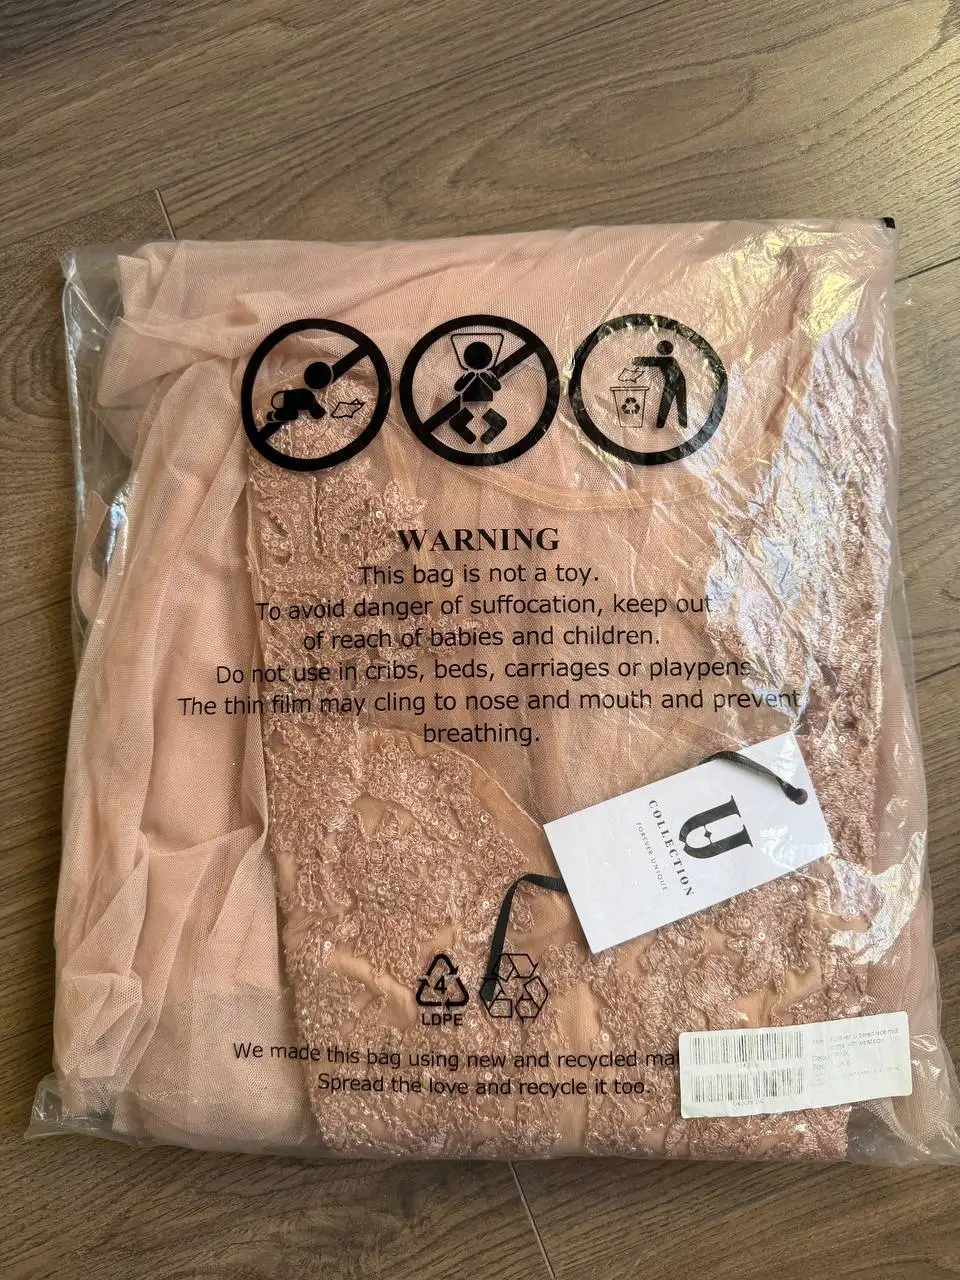 WARNING
This bag is not a toy.
To avoid danger of suffocation, keep out
of reach of babies and children.
Do not use in cribs, beds, carriages or playpens
The thin film may cling to nose and mouth and prevent
breathing.
U
COLLECTION
FOREVER UNIQUE
4
LDPE
We made this bag using new and recycled mat
Spread the love and recycle it too.
Colour: PINK